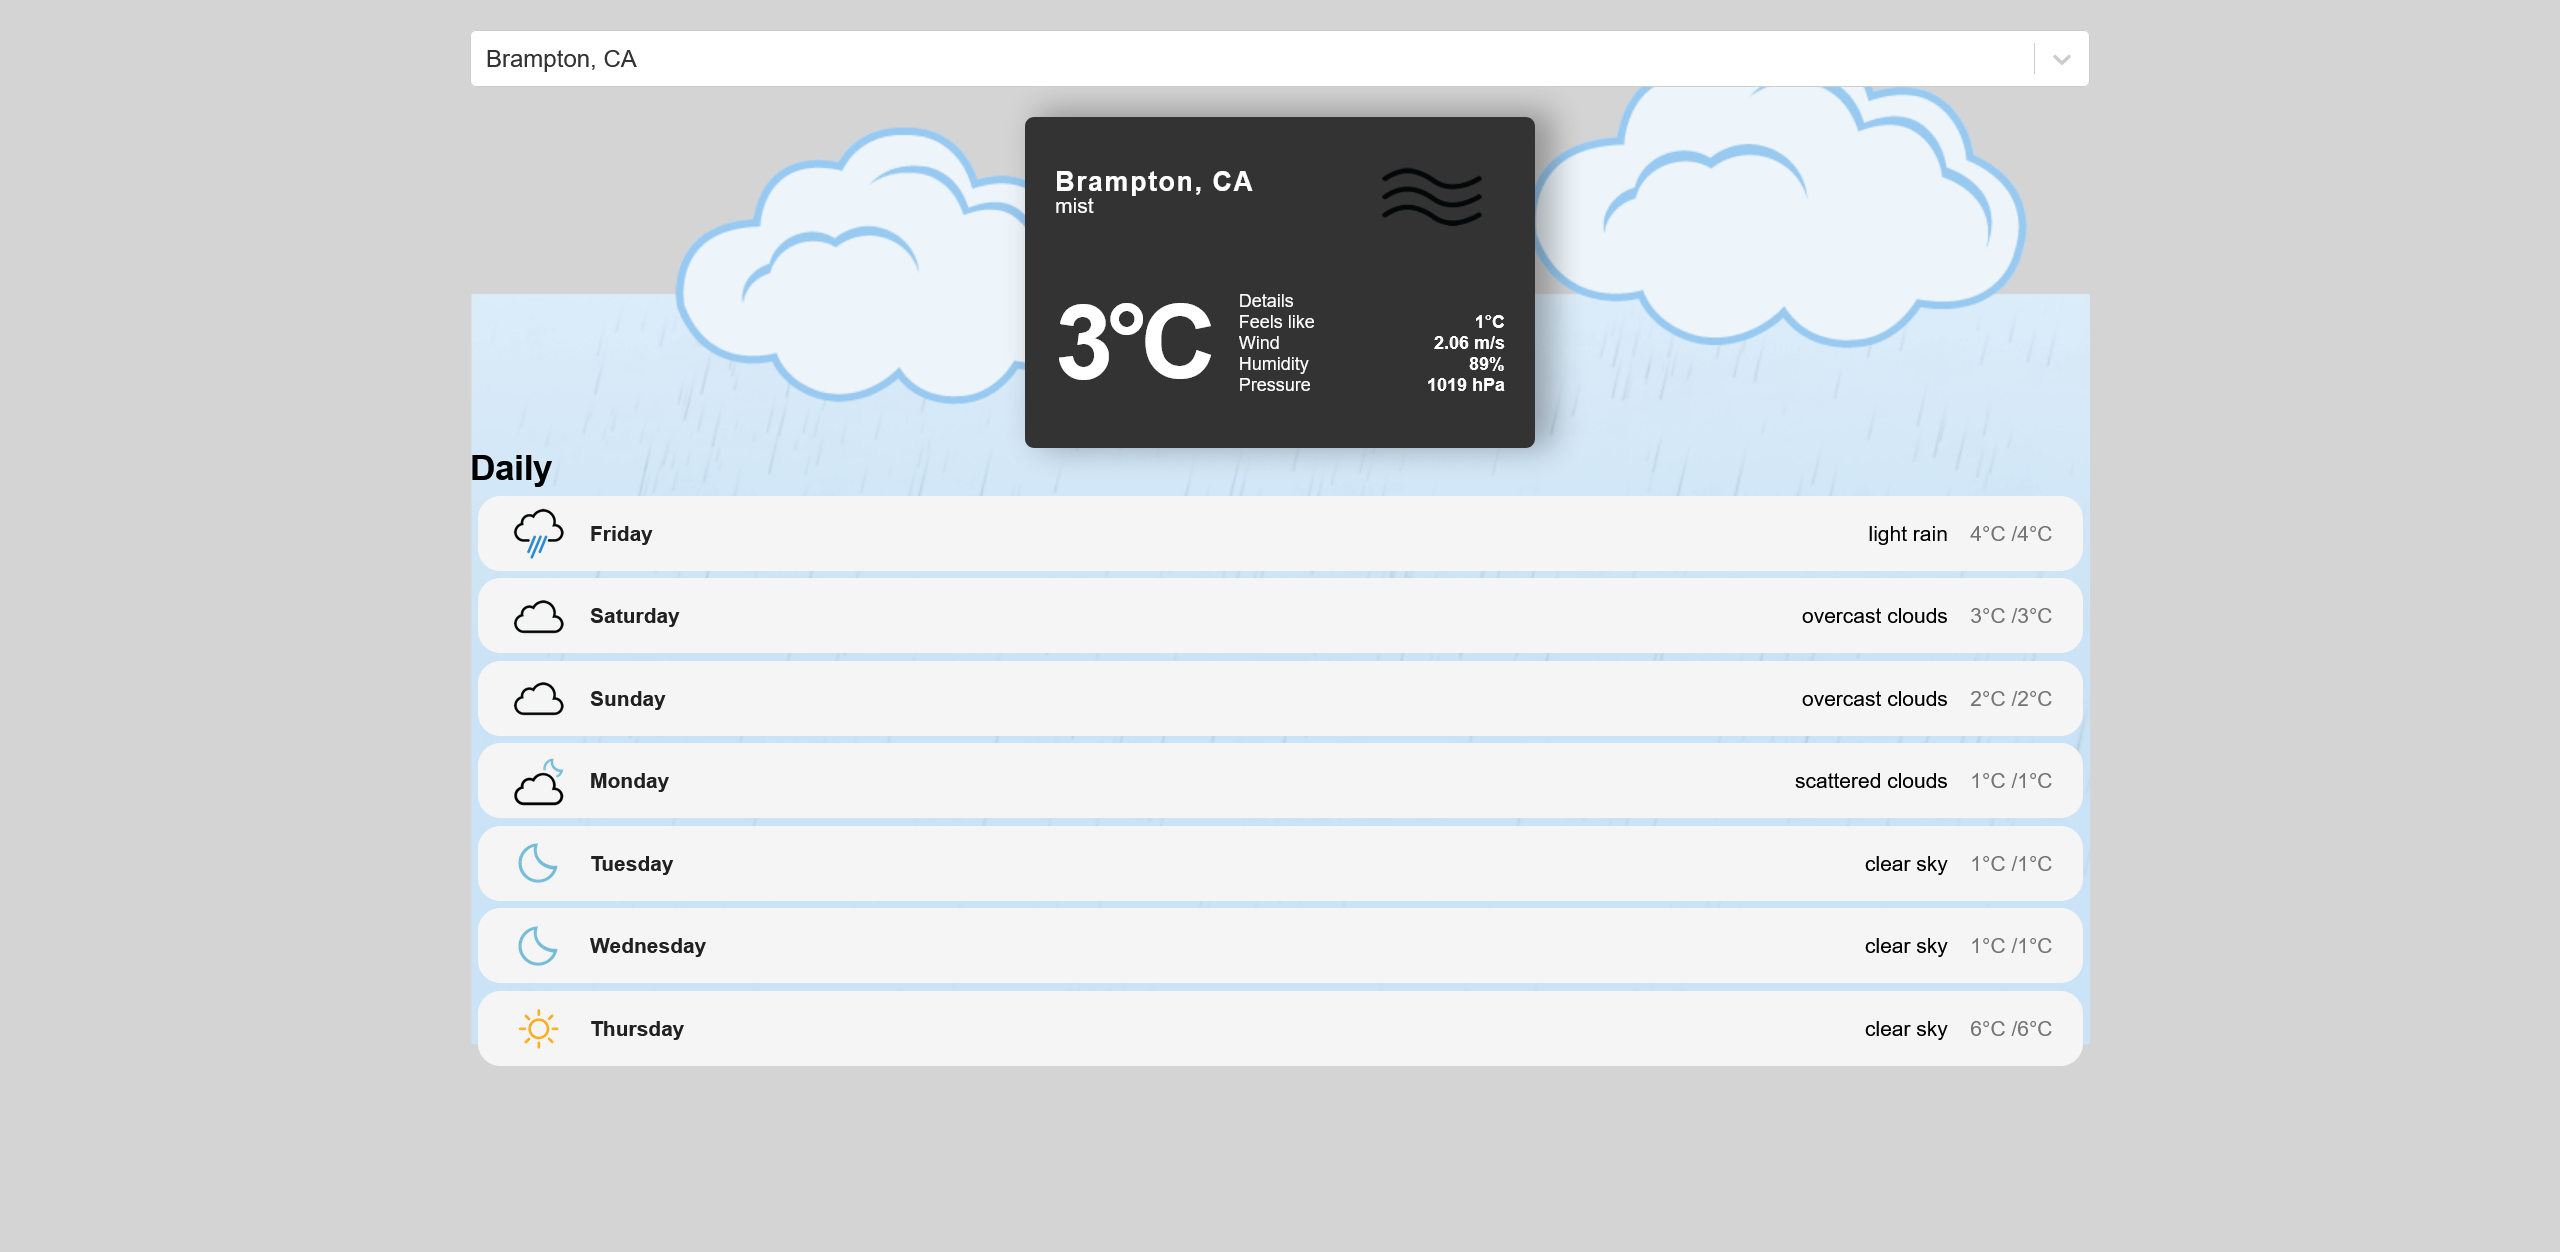 Brampton, CA
Brampton, CA
mist
3°C
Details
Feels like 1°C
Wind 2.06 m/s
Humidity 89%
Pressure 1019 hPa
Daily
Friday light rain 4°C /4°C
Saturday overcast clouds 3°C /3°C
Sunday overcast clouds 2°C /2°C
Monday scattered clouds 1°C /1°C
Tuesday clear sky 1°C /1°C
Wednesday clear sky 1°C /1°C
Thursday clear sky 6°C /6°C